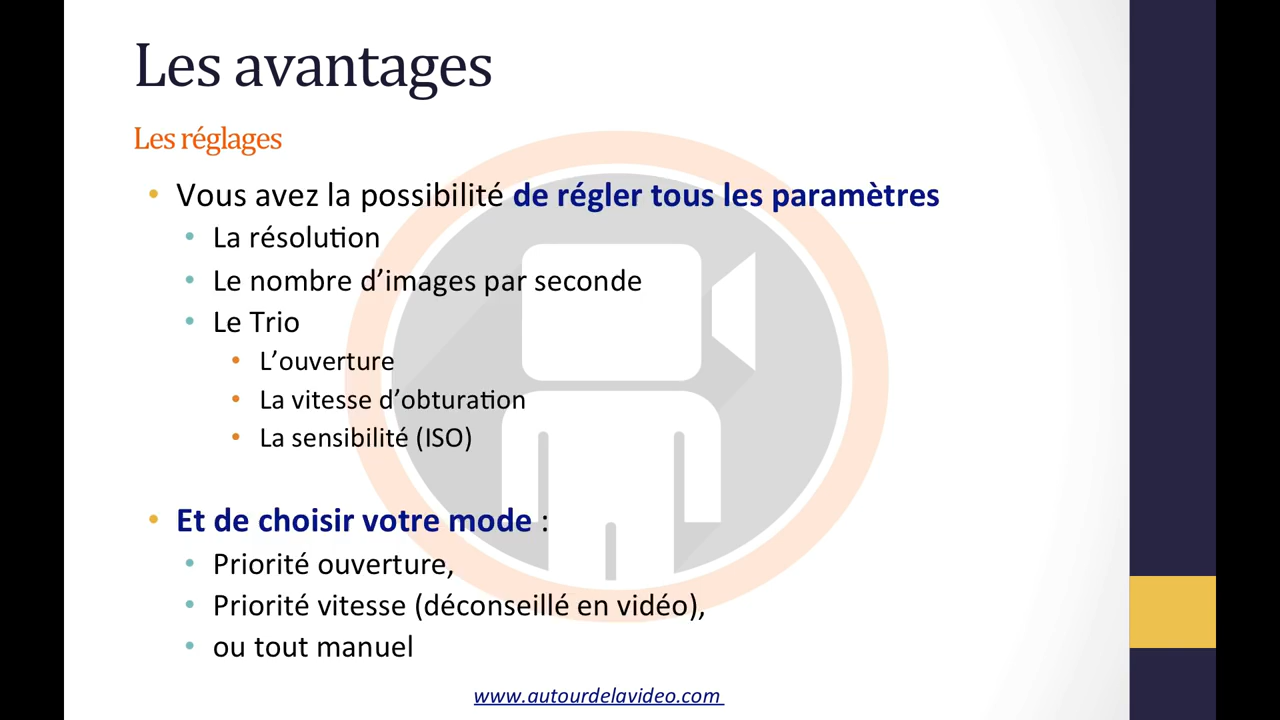 Les avantages
Les réglages
• Vous avez la possibilité de régler tous les paramètres
• La résolution
• Le nombre d’images par seconde
• Le Trio
• L’ouverture
• La vitesse d’obturation
• La sensibilité (ISO)
• Et de choisir votre mode :
• Priorité ouverture,
• Priorité vitesse (déconseillé en vidéo),
• ou tout manuel
www.autourdelavideo.com